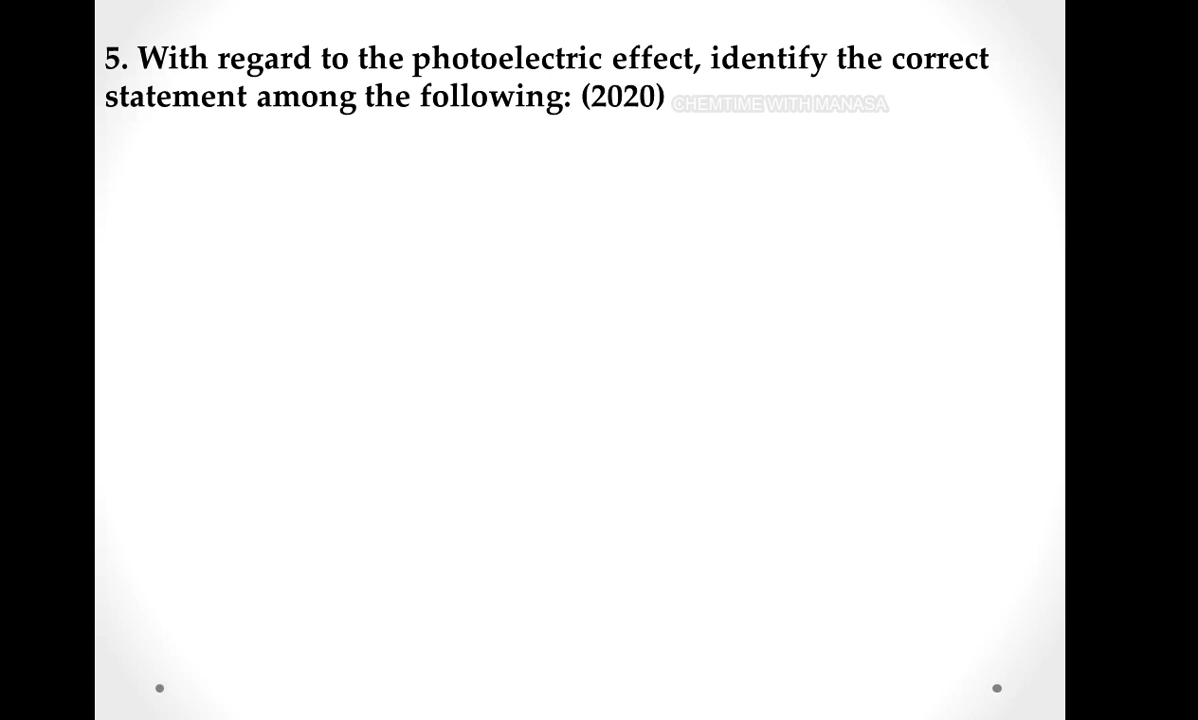 5. With regard to the photoelectric effect, identify the correct
statement among the following: (2020) CHEMTIME WITH MANASA